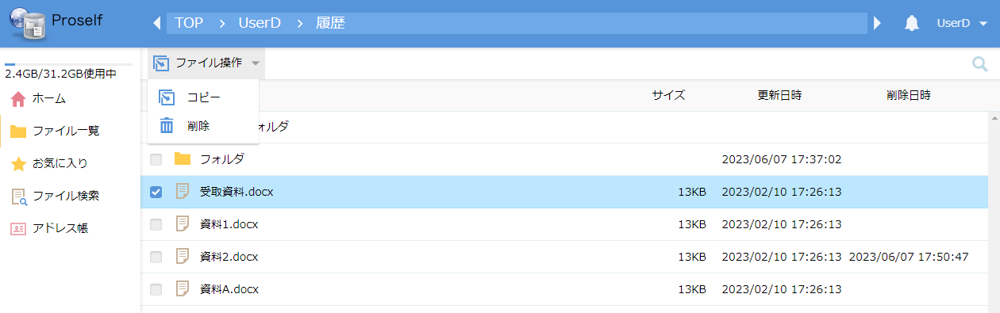 Proself
TOP > UserD > 履歴
UserD
2.4GB/31.2GB使用中
ホーム
ファイル一覧
お気に入り
ファイル検索
アドレス帳
ファイル操作
コピー
削除
サイズ 更新日時 削除日時
ォルダ
フォルダ 2023/06/07 17:37:02
受取資料.docx 13KB 2023/02/10 17:26:13
資料1.docx 13KB 2023/02/10 17:26:13
資料2.docx 13KB 2023/02/10 17:26:13 2023/06/07 17:50:47
資料A.docx 13KB 2023/02/10 17:26:13